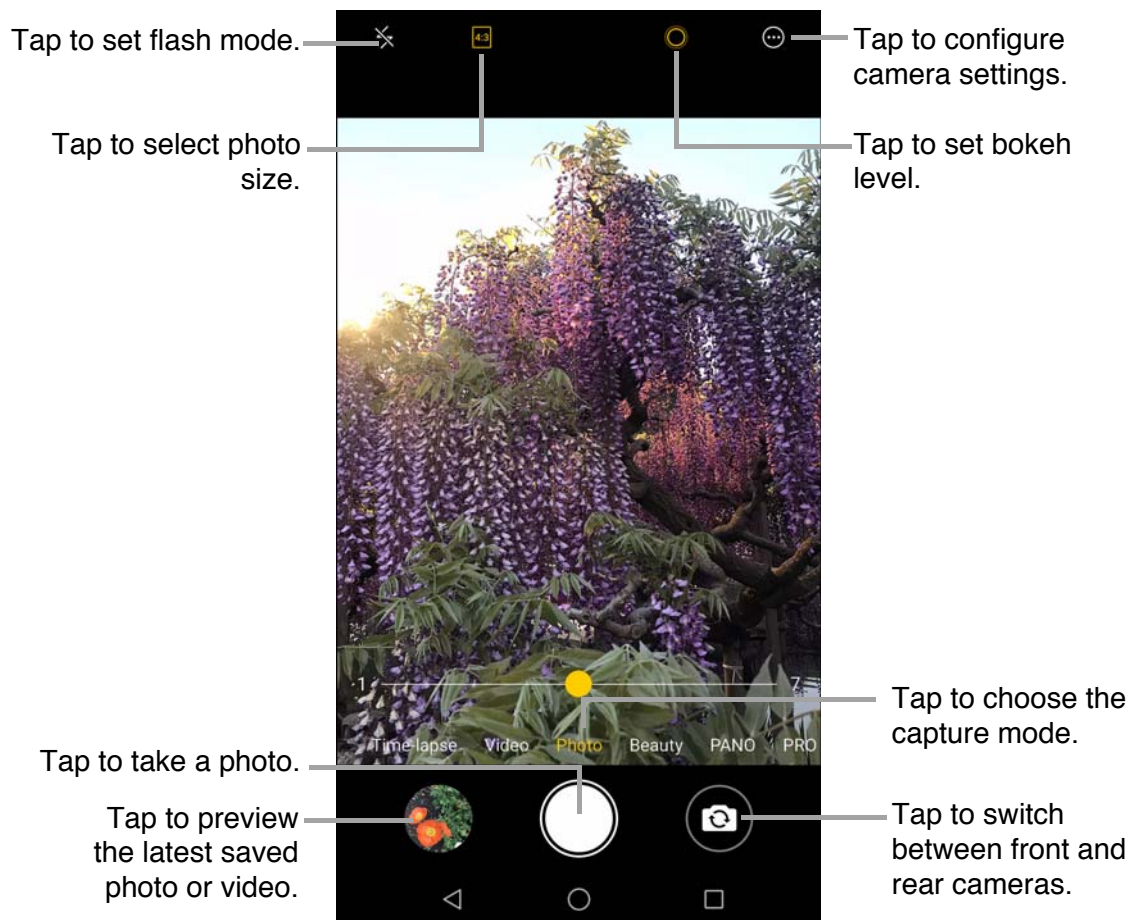 Tap to set flash mode.
4:3
Tap to configure
camera settings.
Tap to select photo
size.
Tap to set bokeh
level.
1
7
Tap to choose the
capture mode.
Time-lapse Video Photo Beauty PANO PRO
Tap to take a photo.
Tap to preview
the latest saved
photo or video.
Tap to switch
between front and
rear cameras.